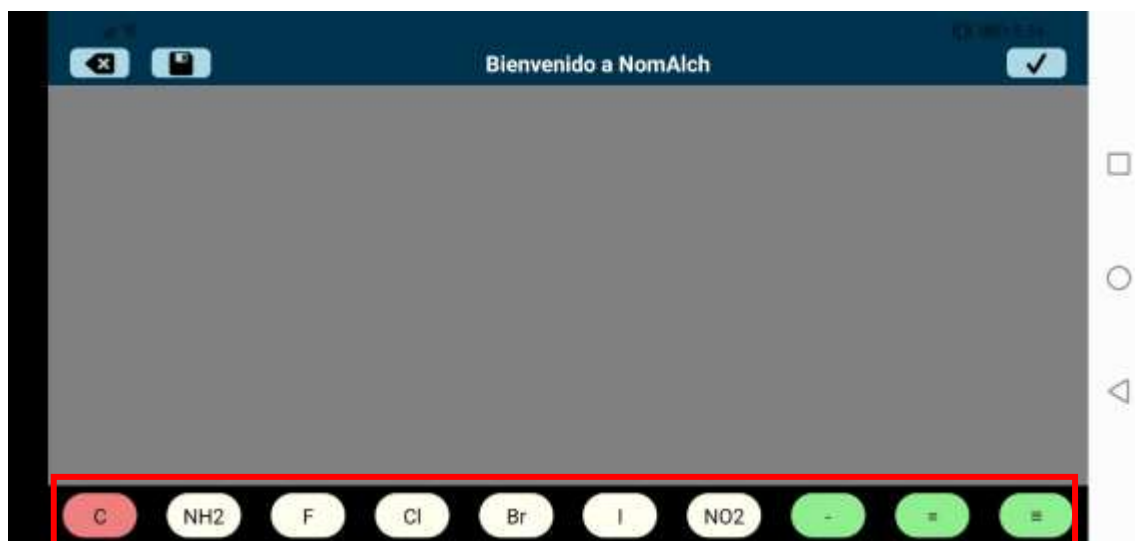 Bienvenido a NomAlch
C NH2 F Cl Br I NO2 - = ≡